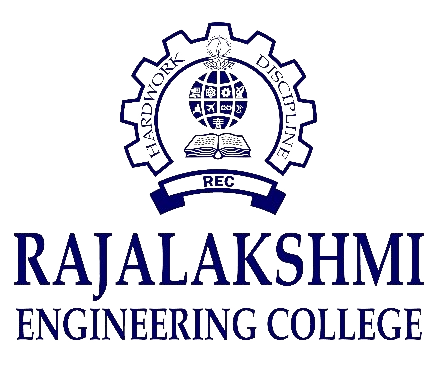 HARDWORK
DISCIPLINE
REC
RAJALAKSHMI
ENGINEERING COLLEGE